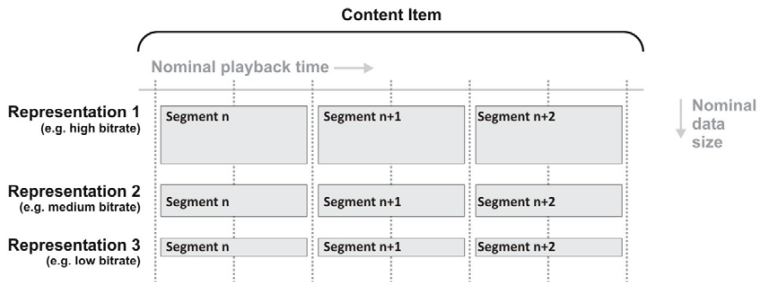 Content Item
Nominal playback time
Representation 1
(e.g. high bitrate)
Segment n
Segment n+1
Segment n+2
Nominal
data
size
Representation 2
(e.g. medium bitrate)
Segment n
Segment n+1
Segment n+2
Representation 3
(e.g. low bitrate)
Segment n
Segment n+1
Segment n+2